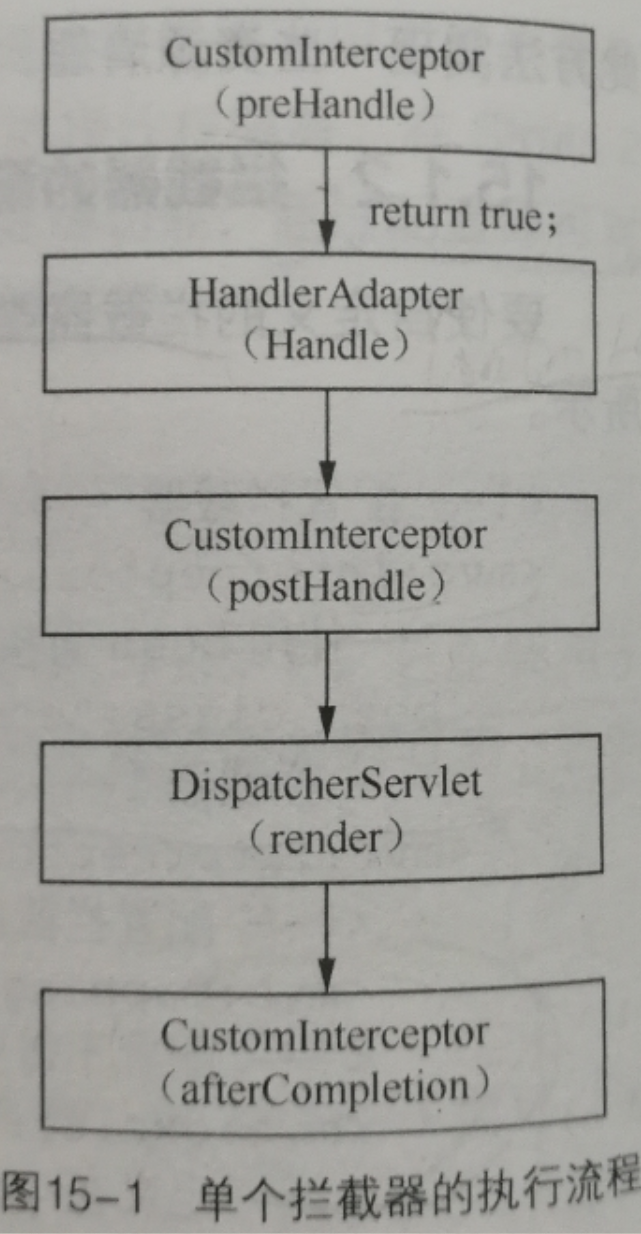 CustomInterceptor
（preHandle）
return true;
HandlerAdapter
（Handle）
CustomInterceptor
（postHandle）
DispatcherServlet
（render）
CustomInterceptor
（afterCompletion）
图15-1 单个拦截器的执行流程